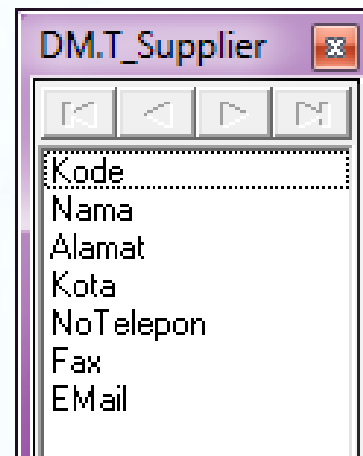 DM.T_Supplier
Kode
Nama
Alamat
Kota
NoTelepon
Fax
EMail